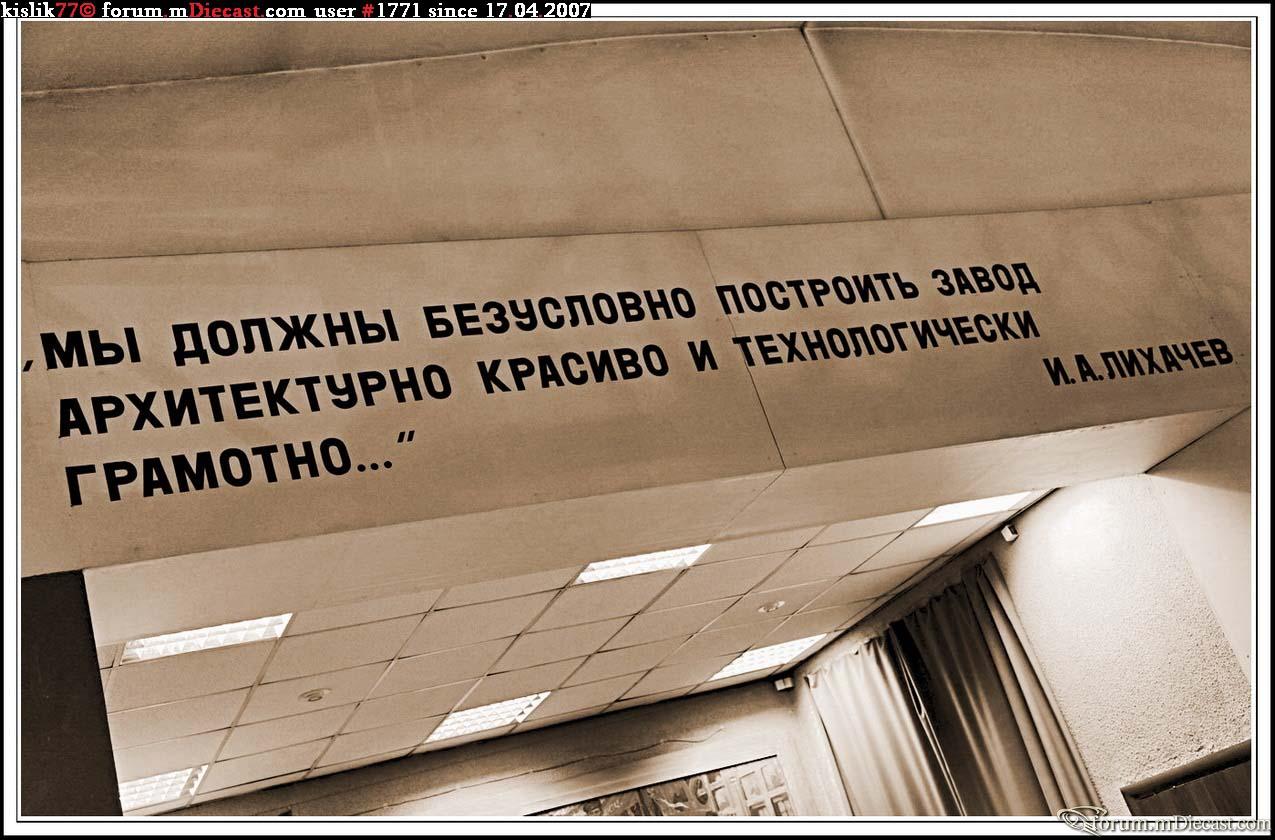 kislik77© forum.mDiecast.com user #1771 since 17.04.2007
„МЫ ДОЛЖНЫ БЕЗУСЛОВНО ПОСТРОИТЬ ЗАВОД
АРХИТЕКТУРНО КРАСИВО И ТЕХНОЛОГИЧЕСКИ
ГРАМОТНО...“
И.А.ЛИХАЧЕВ
forum.mDiecast.com